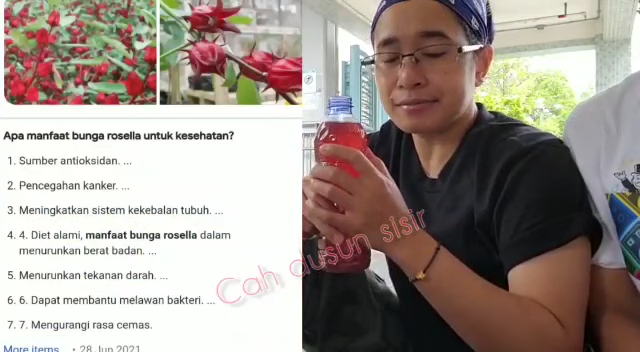 Apa manfaat bunga rosella untuk kesehatan?
1. Sumber antioksidan. ...
2. Pencegahan kanker. ...
3. Meningkatkan sistem kekebalan tubuh. ...
4. 4. Diet alami, manfaat bunga rosella dalam
menurunkan berat badan. ...
5. Menurunkan tekanan darah. ...
6. 6. Dapat membantu melawan bakteri. ...
7. 7. Mengurangi rasa cemas.
More items... • 28 Jun 2021
Cah dusun sisir